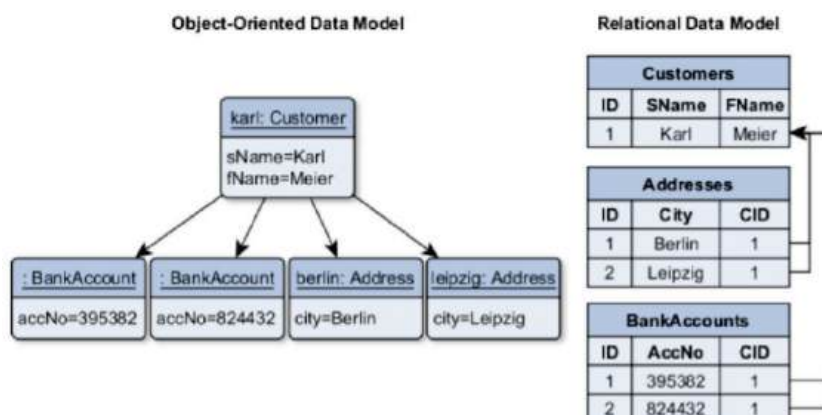 Object-Oriented Data Model
karl: Customer
sName=Karl
fName=Meier
: BankAccount
accNo=395382
: BankAccount
accNo=824432
berlin: Address
city=Berlin
leipzig: Address
city=Leipzig
Relational Data Model
Customers
ID SName FName
1 Karl Meier
Addresses
ID City CID
1 Berlin 1
2 Leipzig 1
BankAccounts
ID AccNo CID
1 395382 1
2 824432 1